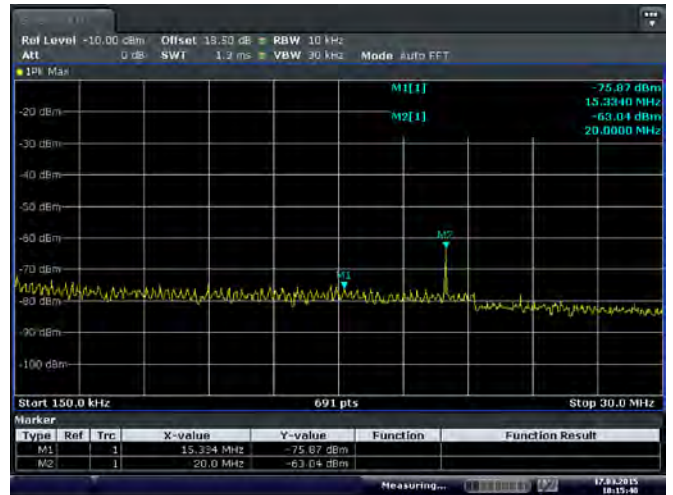 Ref Level -10.00 dBm Offset 18.50 dB RBW 10 kHz
Att 0 dB SWT 1.3 ms VBW 30 kHz Mode Auto FFT
1Pk Max
M1[1] -75.87 dBm
15.3340 MHz
-20 dBm
M2[1] -63.04 dBm
20.0000 MHz
-30 dBm
-40 dBm
-50 dBm
-60 dBm
M2
-70 dBm
M1
-80 dBm
-90 dBm
-100 dBm
Start 150.0 kHz 691 pts Stop 30.0 MHz
Marker
Type Ref Trc X-value Y-value Function Function Result
M1 1 15.334 MHz -75.87 dBm
M2 1 20.0 MHz -63.04 dBm
Measuring... 17.03.2015
10:15:40